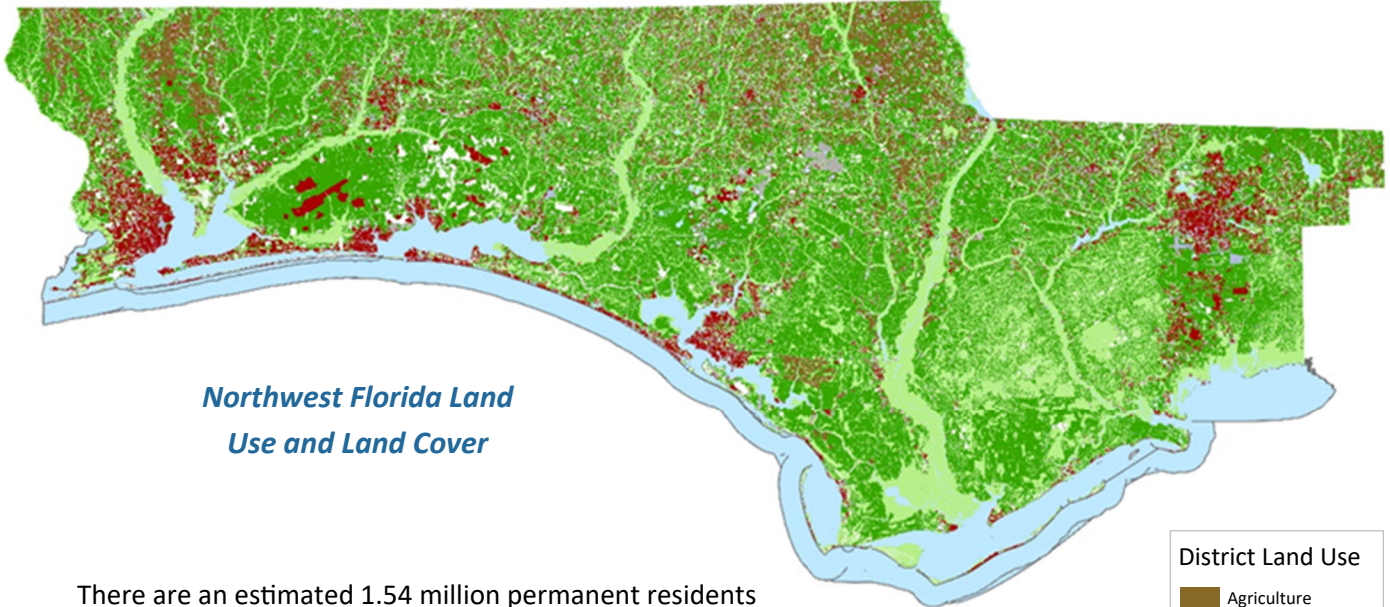 Northwest Florida Land
Use and Land Cover
There are an estimated 1.54 million permanent residents
District Land Use
Agriculture